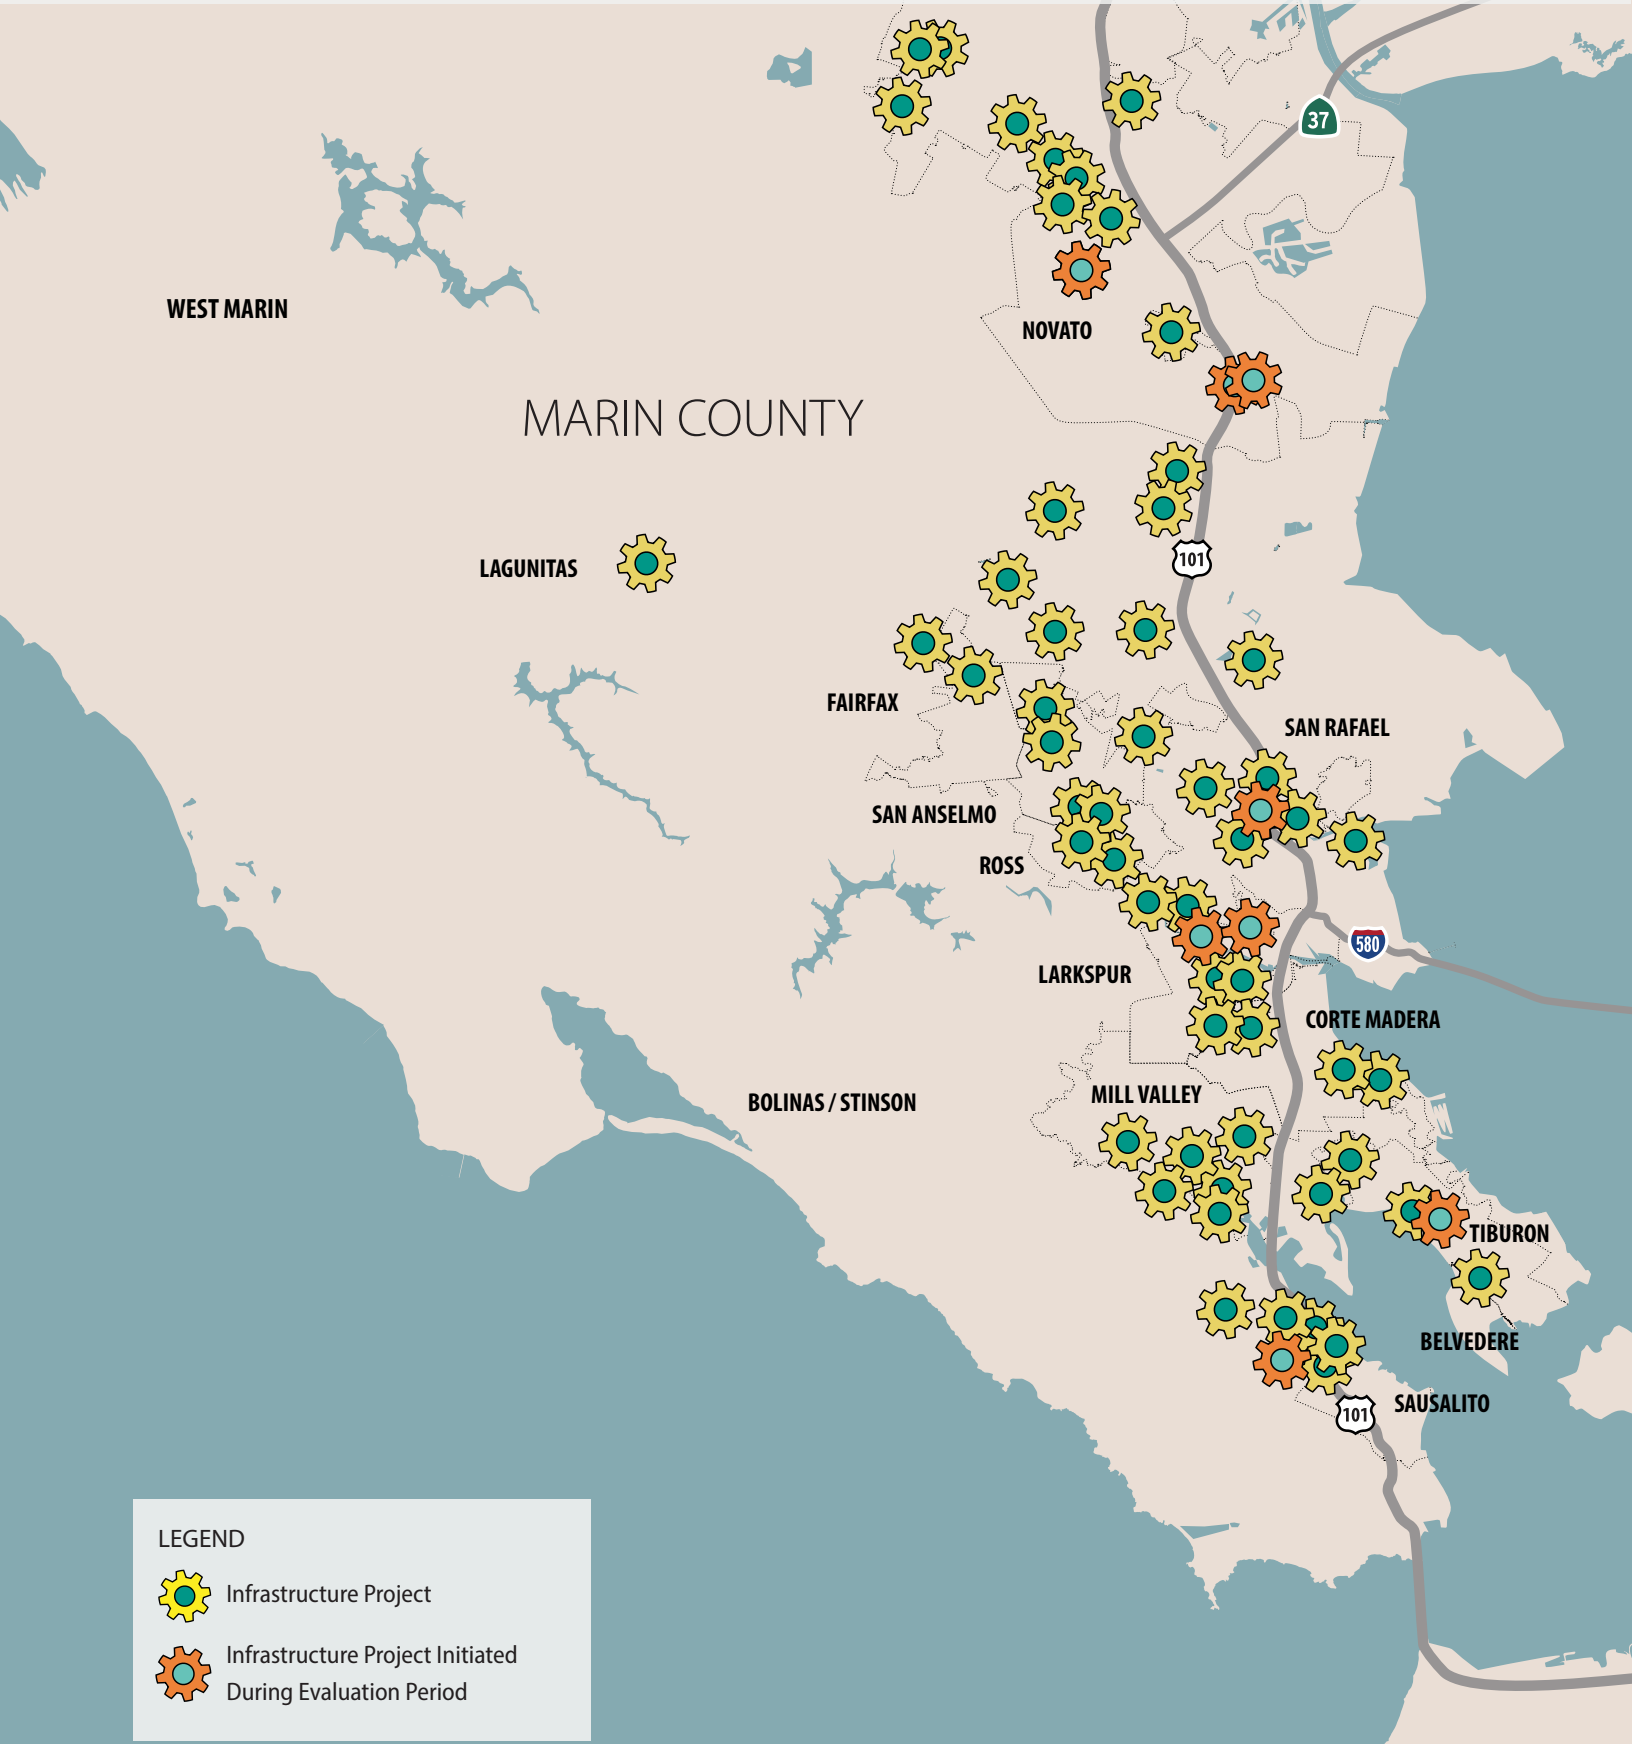 37
WEST MARIN
NOVATO
MARIN COUNTY
101
LAGUNITAS
FAIRFAX
SAN RAFAEL
SAN ANSELMO
ROSS
580
LARKSPUR
CORTE MADERA
MILL VALLEY
BOLINAS / STINSON
TIBURON
BELVEDERE
SAUSALITO
101
LEGEND
Infrastructure Project
Infrastructure Project Initiated
During Evaluation Period